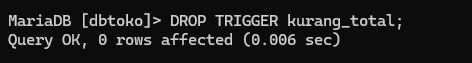 MariaDB [dbtoko]> DROP TRIGGER kurang_total;
Query OK, 0 rows affected (0.006 sec)